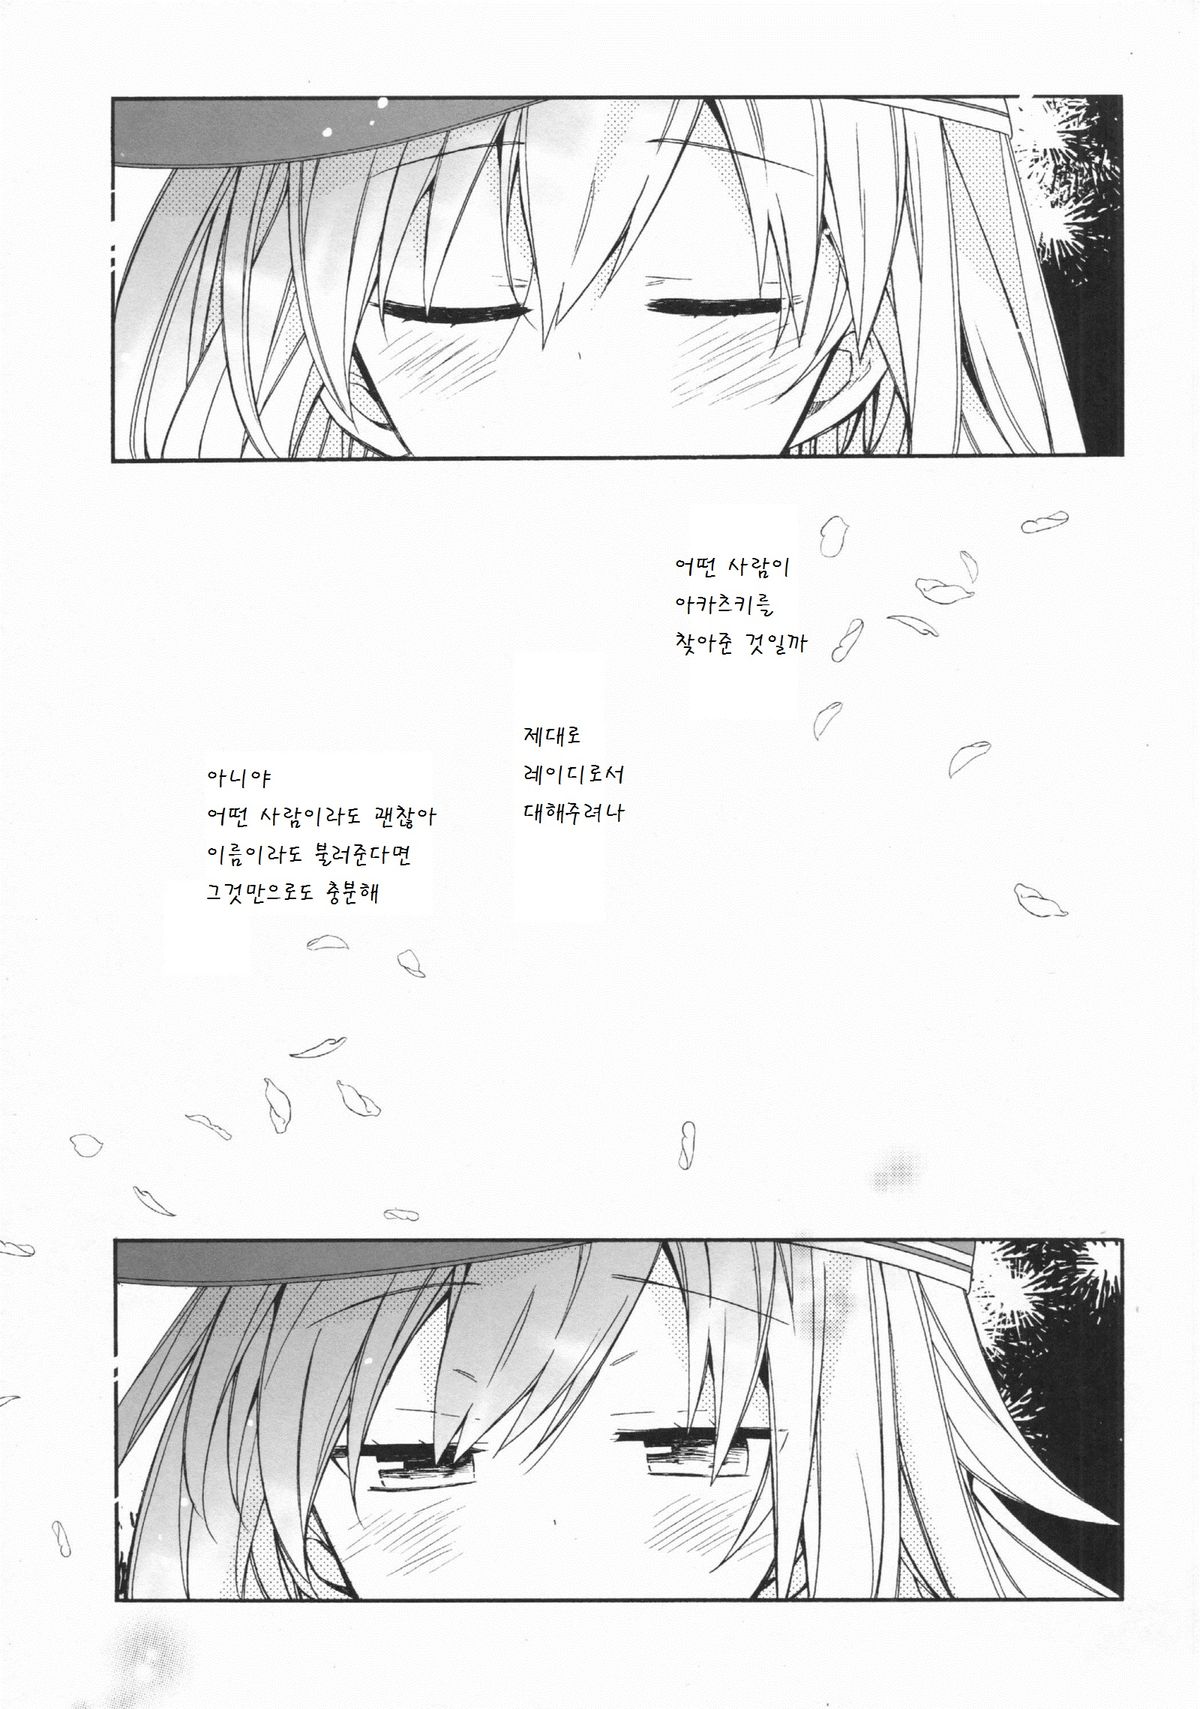 어떤 사람이
아카츠키를
찾아준 것일까
제대로
레이디로서
대해주려나
아니야
어떤 사람이라도 괜찮아
이름이라도 불러준다면
그것만으로도 충분해